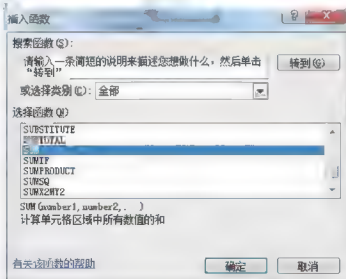 插入函数
搜索函数(S):
请输入一条简短的说明来描述您想做什么，然后单击
“转到”
转到(G)
或选择类别(C): 全部
选择函数(N)
SUBSTITUTE
SUMIF
SUMPRODUCT
SUMSQ
SUMX2MY2
SUM(number1,number2,...)
计算单元格区域中所有数值的和
有关该函数的帮助
确定
取消